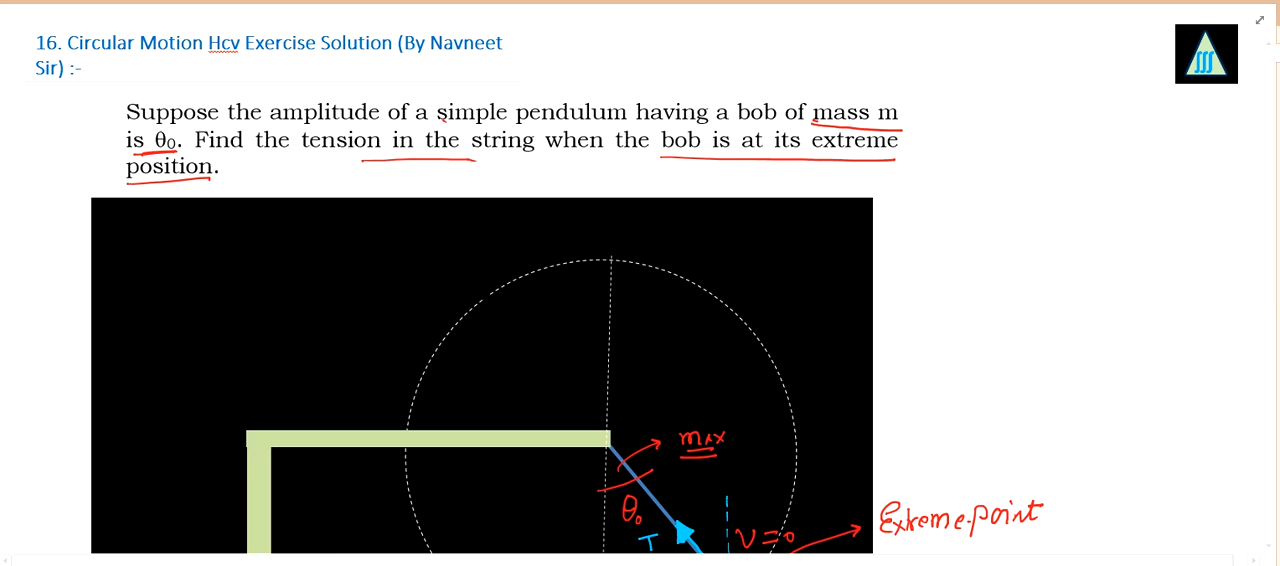 16. Circular Motion Hcv Exercise Solution (By Navneet
Sir) :-
Suppose the amplitude of a simple pendulum having a bob of mass m
is θ₀. Find the tension in the string when the bob is at its extreme
position.
max
θ₀
Extreme point
T
V=0